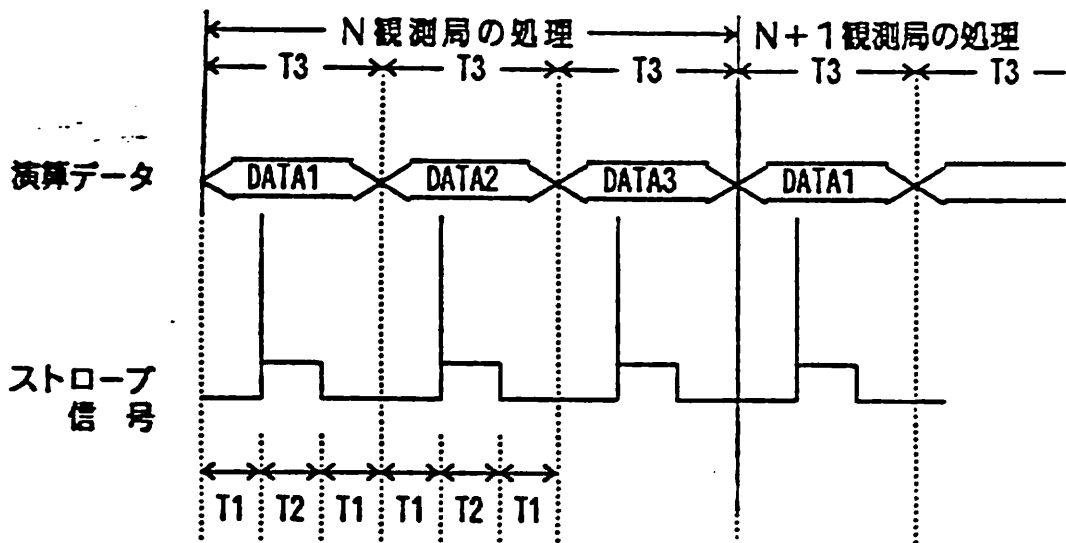 N観測局の処理 N+1観測局の処理
T3 T3 T3 T3 T3
演算データ DATA1 DATA2 DATA3 DATA1
ストローブ
信号
T1 T2 T1 T1 T2 T1